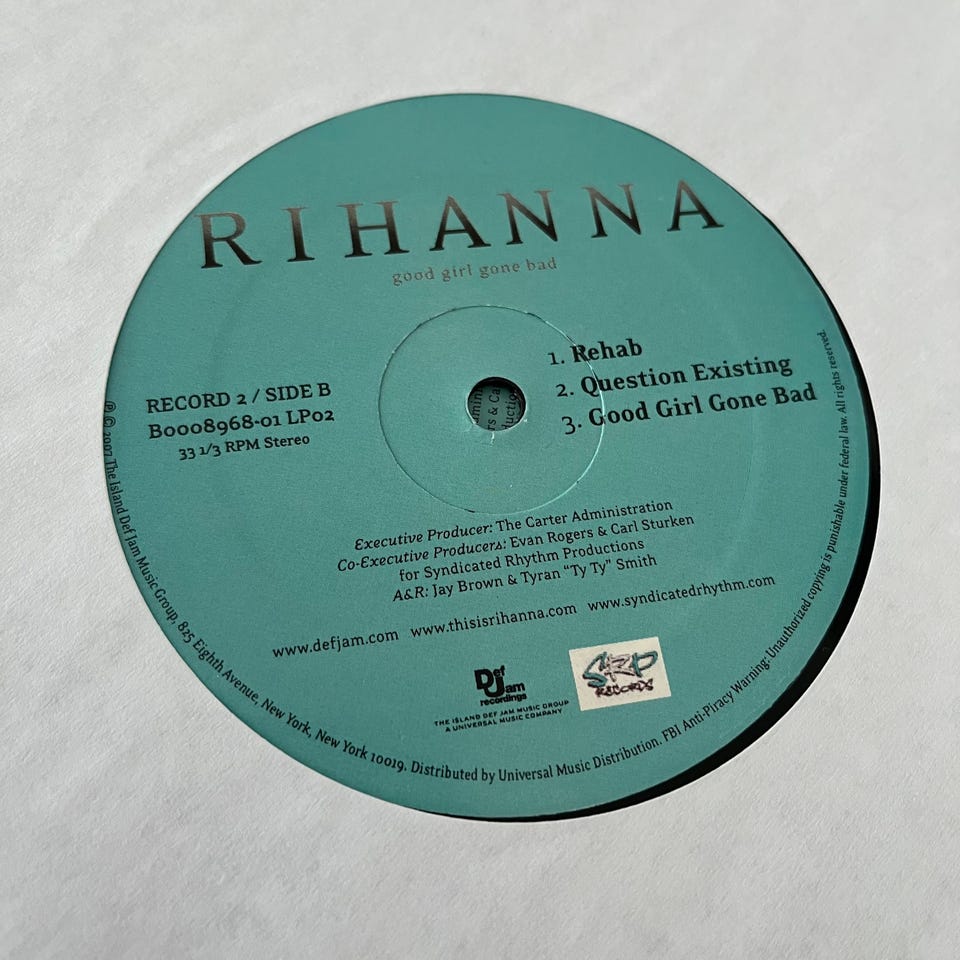 RIHANNA
good girl gone bad
1. Rehab
2. Question Existing
3. Good Girl Gone Bad
RECORD 2 / SIDE B
B0008968-01 LP02
33 1/3 RPM Stereo
Executive Producer: The Carter Administration
Co-Executive Producers: Evan Rogers & Carl Sturken
for Syndicated Rhythm Productions
A&R: Jay Brown & Tyran “Ty Ty” Smith
www.defjam.com www.thisisrihanna.com www.syndicatedrhythm.com
Def
Jam
recordings
THE ISLAND DEF JAM MUSIC GROUP
A UNIVERSAL MUSIC COMPANY
SRP
RECORDS
℗ © 2007 The Island Def Jam Music Group, 825 Eighth Avenue, New York, New York 10019. Distributed by Universal Music Distribution. FBI Anti-Piracy Warning: Unauthorized copying is punishable under federal law. All rights reserved.